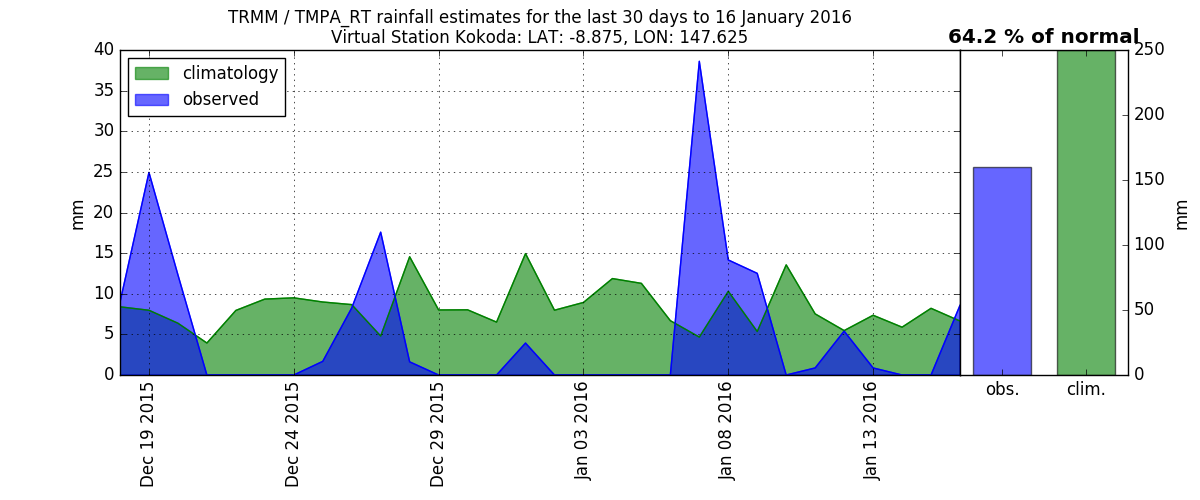 TRMM / TMPA_RT rainfall estimates for the last 30 days to 16 January 2016
Virtual Station Kokoda: LAT: -8.875, LON: 147.625
64.2 % of normal
climatology
observed
40
35
30
25
20
15
10
5
0
mm
Dec 19 2015
Dec 24 2015
Dec 29 2015
Jan 03 2016
Jan 08 2016
Jan 13 2016
obs.
clim.
250
200
150
100
50
0
mm